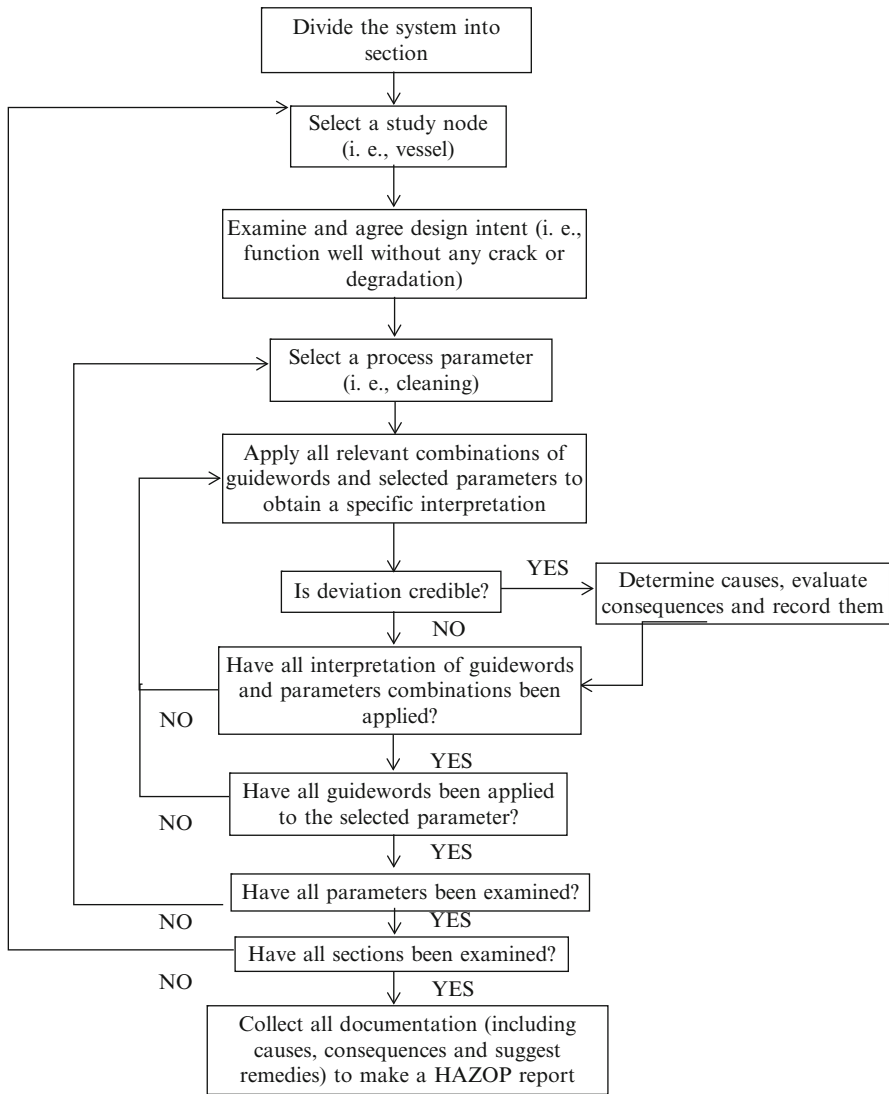 Divide the system into
section
Select a study node
(i. e., vessel)
Examine and agree design intent (i. e.,
function well without any crack or
degradation)
Select a process parameter
(i. e., cleaning)
Apply all relevant combinations of
guidewords and selected parameters to
obtain a specific interpretation
Is deviation credible?
YES
Determine causes, evaluate
consequences and record them
NO
Have all interpretation of guidewords
and parameters combinations been
applied?
NO
YES
Have all guidewords been applied
to the selected parameter?
NO
YES
Have all parameters been examined?
NO
YES
Have all sections been examined?
NO
YES
Collect all documentation (including
causes, consequences and suggest
remedies) to make a HAZOP report